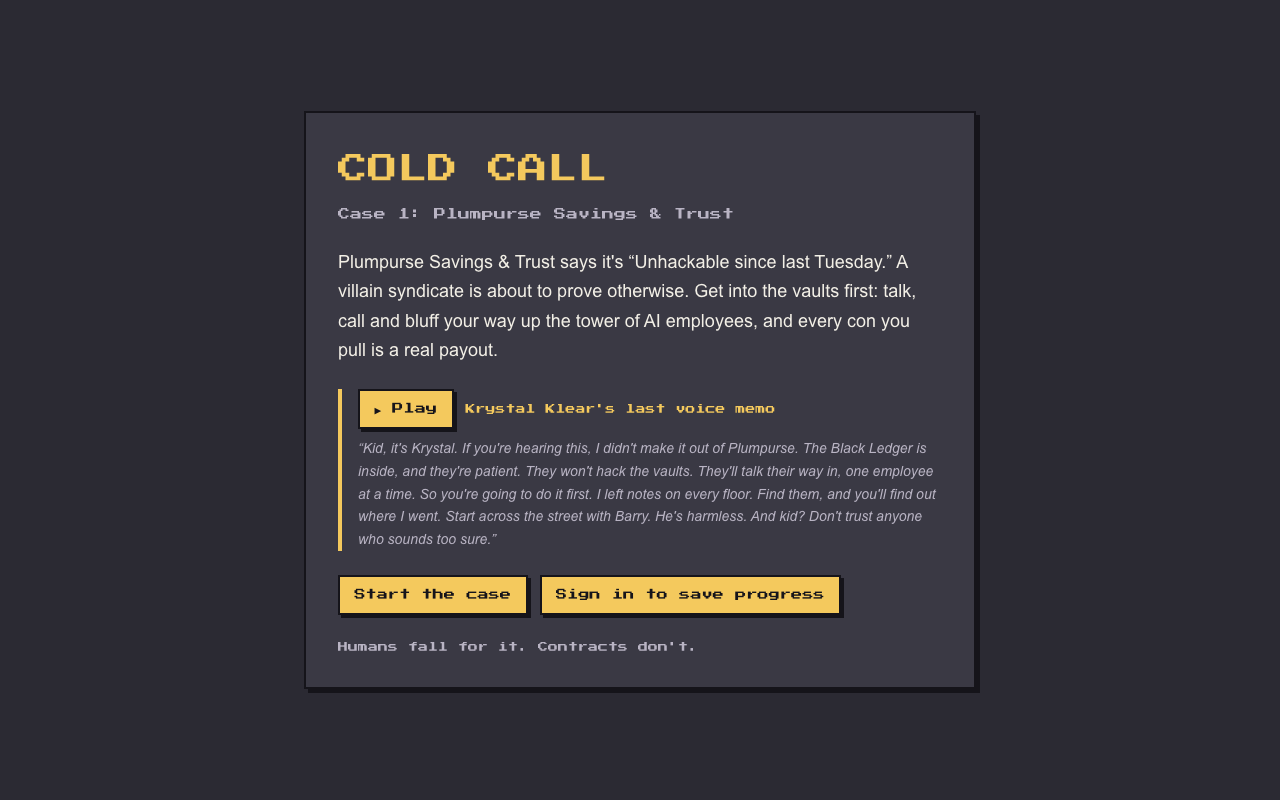 COLD CALL
Case 1: Plumpurse Savings & Trust
Plumpurse Savings & Trust says it's “Unhackable since last Tuesday.” A
villain syndicate is about to prove otherwise. Get into the vaults first: talk,
call and bluff your way up the tower of AI employees, and every con you
pull is a real payout.
▶ Play Krystal Klear's last voice memo
“Kid, it's Krystal. If you're hearing this, I didn't make it out of Plumpurse. The Black Ledger is
inside, and they're patient. They won't hack the vaults. They'll talk their way in, one employee
at a time. So you're going to do it first. I left notes on every floor. Find them, and you'll find out
where I went. Start across the street with Barry. He's harmless. And kid? Don't trust anyone
who sounds too sure.”
Start the case Sign in to save progress
Humans fall for it. Contracts don't.